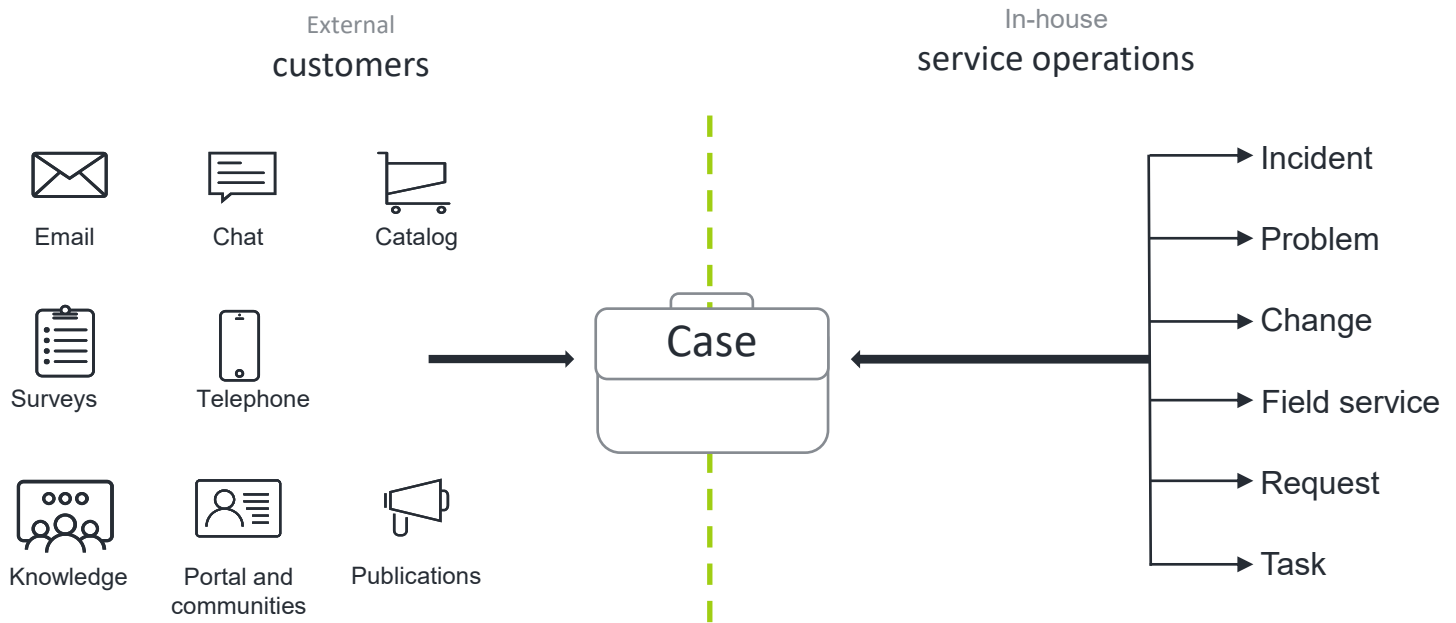 External
customers
In-house
service operations
Email
Chat
Catalog
Surveys
Telephone
Knowledge
Portal and
communities
Publications
Case
Incident
Problem
Change
Field service
Request
Task